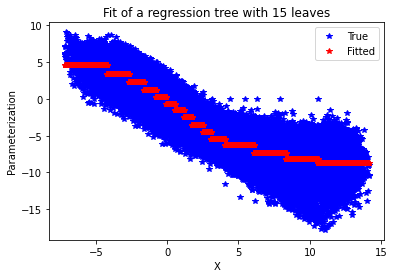 Fit of a regression tree with 15 leaves
True
Fitted
10
5
0
−5
−10
−15
Parameterization
−5
0
5
10
15
X